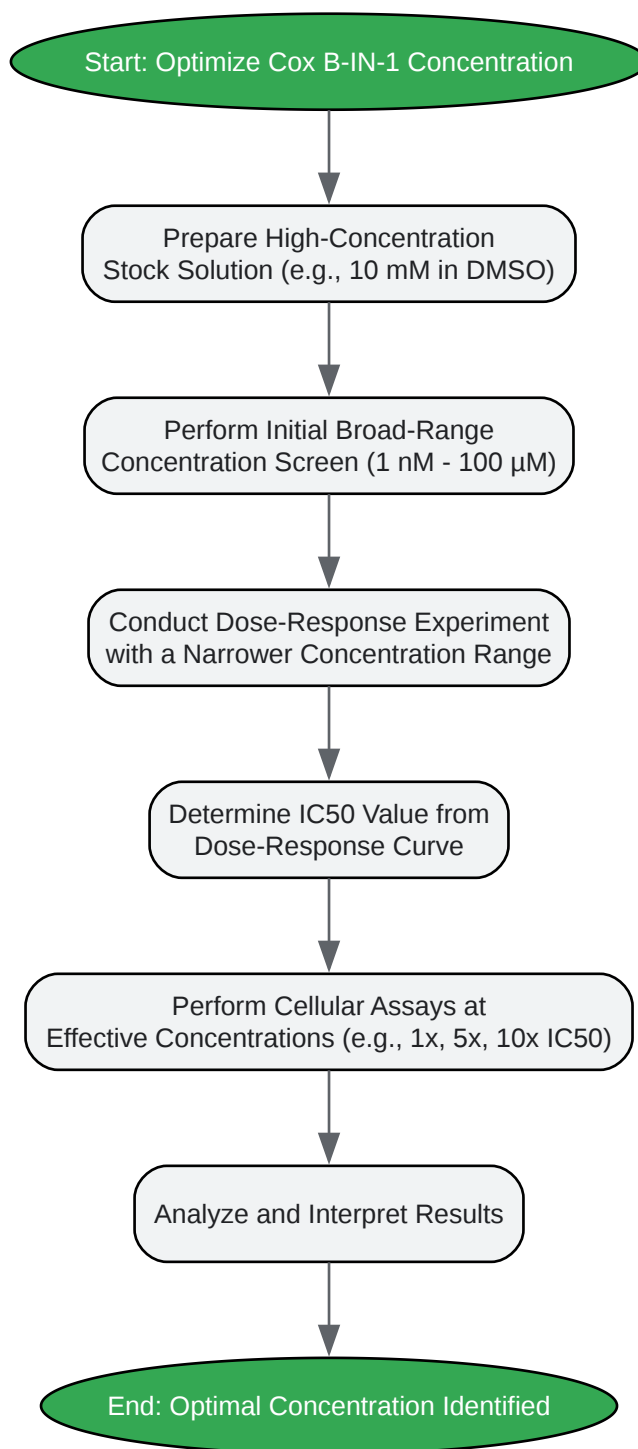 Start: Optimize Cox B-IN-1 Concentration
Prepare High-Concentration
Stock Solution (e.g., 10 mM in DMSO)
Perform Initial Broad-Range
Concentration Screen (1 nM - 100 µM)
Conduct Dose-Response Experiment
with a Narrower Concentration Range
Determine IC50 Value from
Dose-Response Curve
Perform Cellular Assays at
Effective Concentrations (e.g., 1x, 5x, 10x IC50)
Analyze and Interpret Results
End: Optimal Concentration Identified